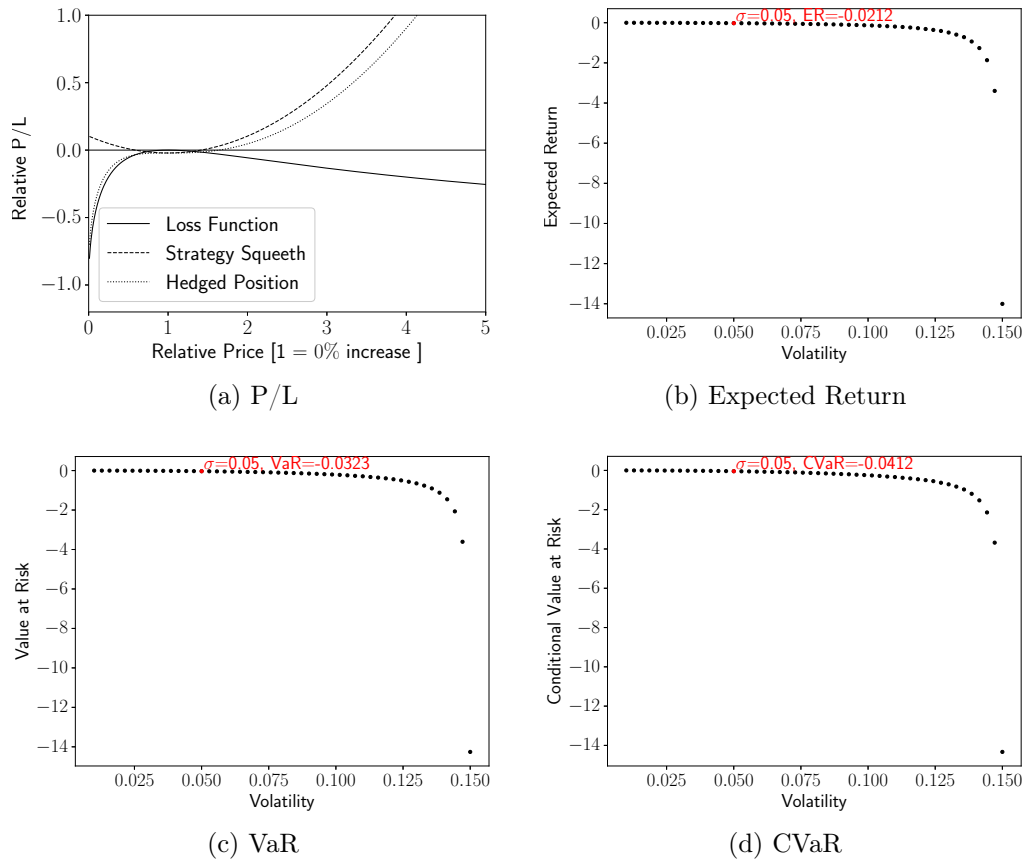 1.0
0.5
0.0
−0.5
−1.0
Relative P/L
Loss Function
Strategy Squeeth
Hedged Position
0 1 2 3 4 5
Relative Price [1 = 0% increase ]
(a) P/L
σ=0.05, ER=-0.0212
0
−2
−4
−6
−8
−10
−12
−14
Expected Return
0.025 0.050 0.075 0.100 0.125 0.150
Volatility
(b) Expected Return
σ=0.05, VaR=-0.0323
0
−2
−4
−6
−8
−10
−12
−14
Value at Risk
0.025 0.050 0.075 0.100 0.125 0.150
Volatility
(c) VaR
σ=0.05, CVaR=-0.0412
0
−2
−4
−6
−8
−10
−12
−14
Conditional Value at Risk
0.025 0.050 0.075 0.100 0.125 0.150
Volatility
(d) CVaR